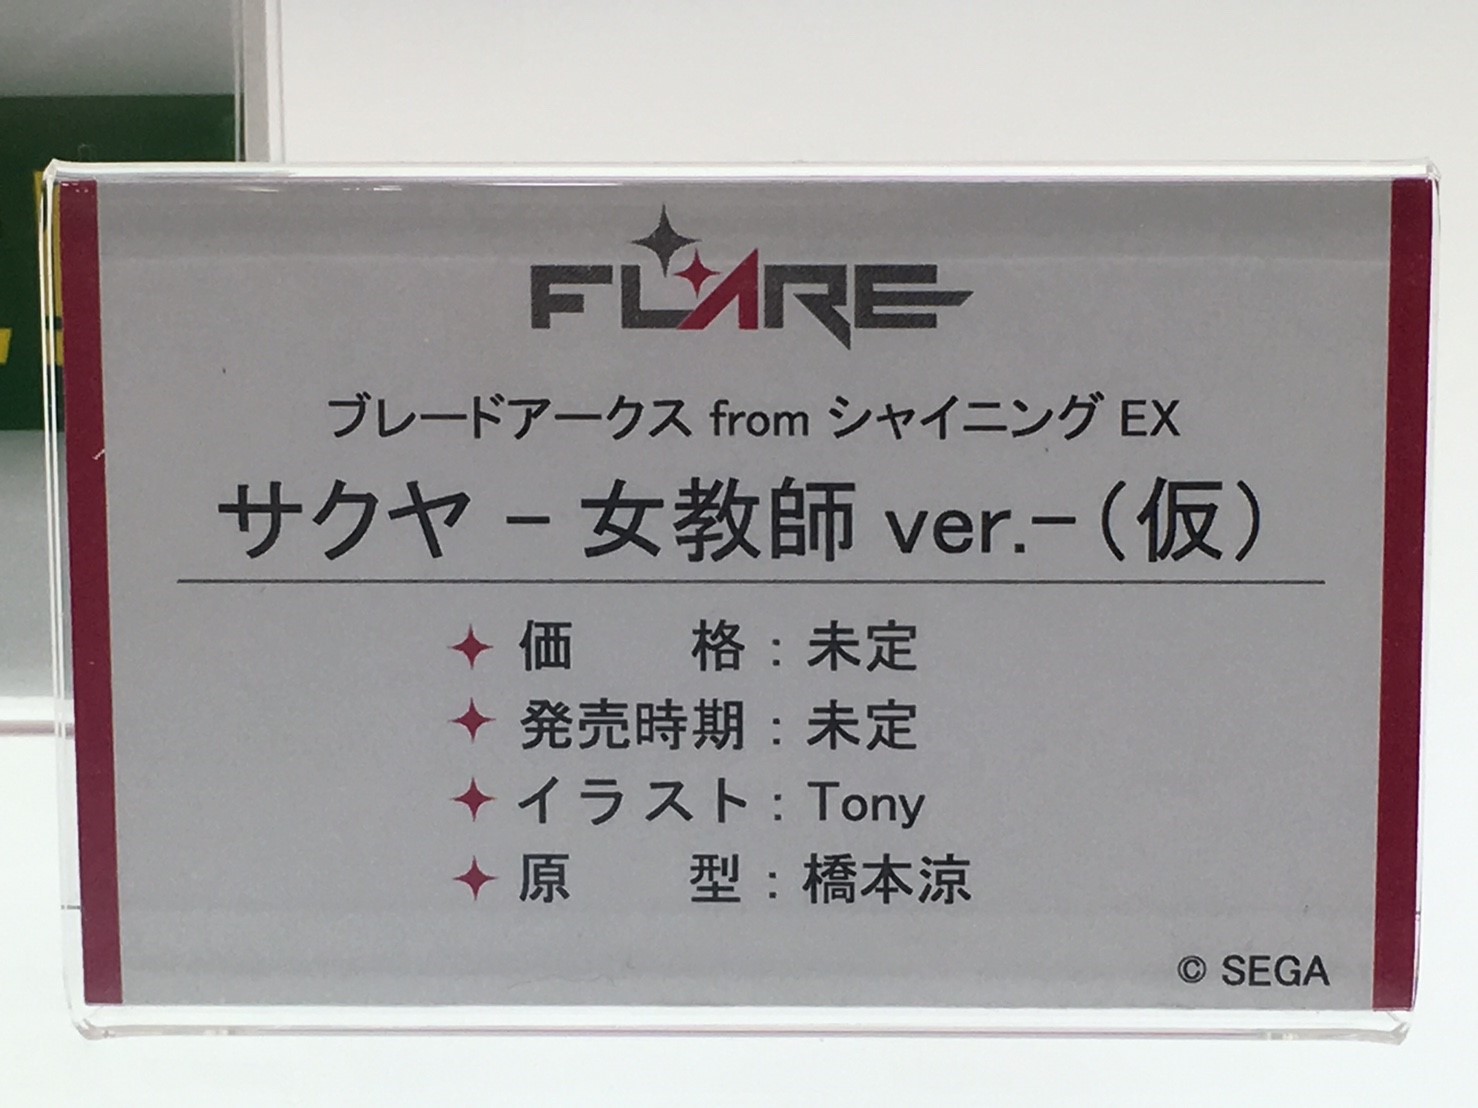 FLARE
ブレードアークス from シャイニング EX
サクヤ －女教師 ver.－（仮）
価　　格：未定
発売時期：未定
イラスト：Tony
原　　型：橋本涼
© SEGA